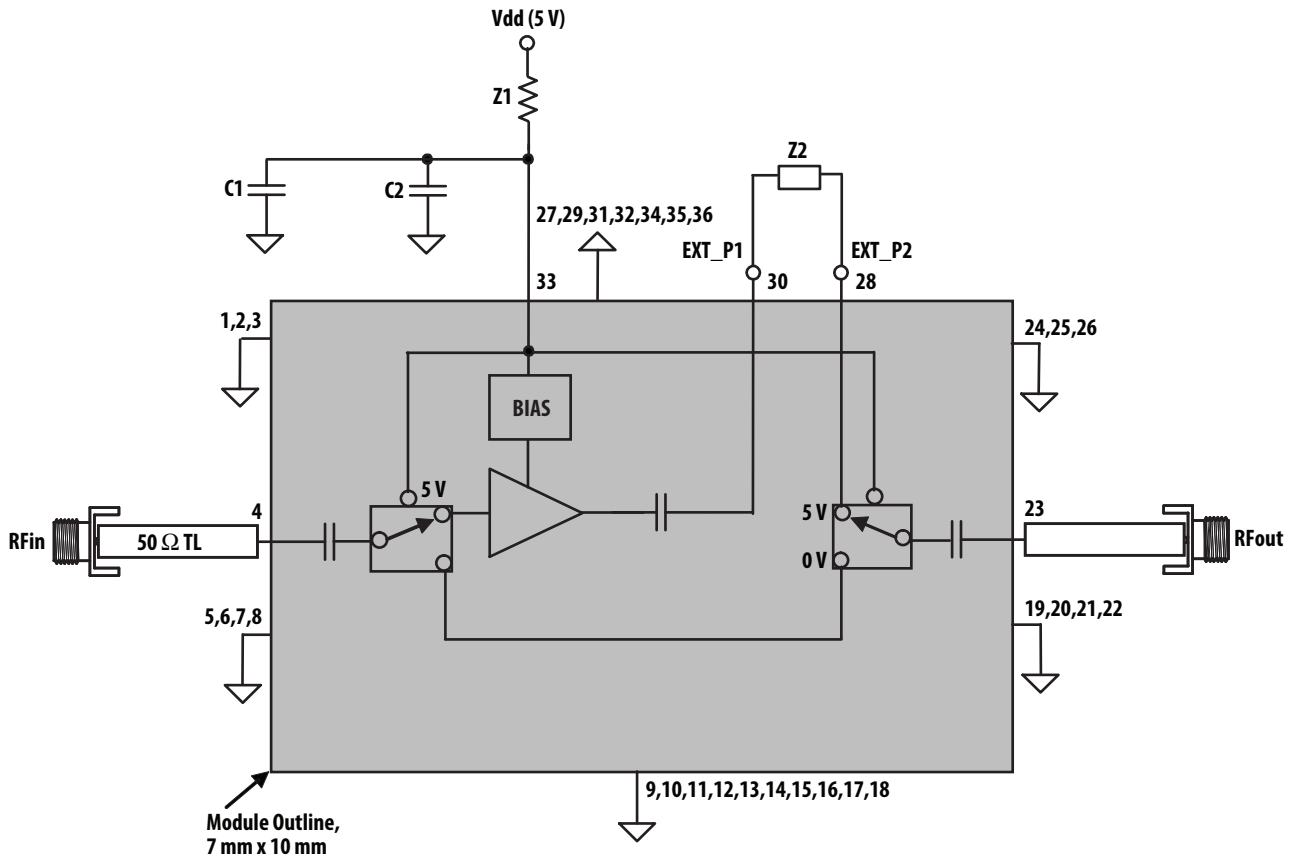 Vdd (5 V)
Z1
C1
C2
Z2
27,29,31,32,34,35,36
EXT_P1
EXT_P2
33
30
28
1,2,3
24,25,26
BIAS
5 V
4
5 V
23
RFin
50 Ω TL
RFout
0 V
5,6,7,8
19,20,21,22
9,10,11,12,13,14,15,16,17,18
Module Outline,
7 mm x 10 mm